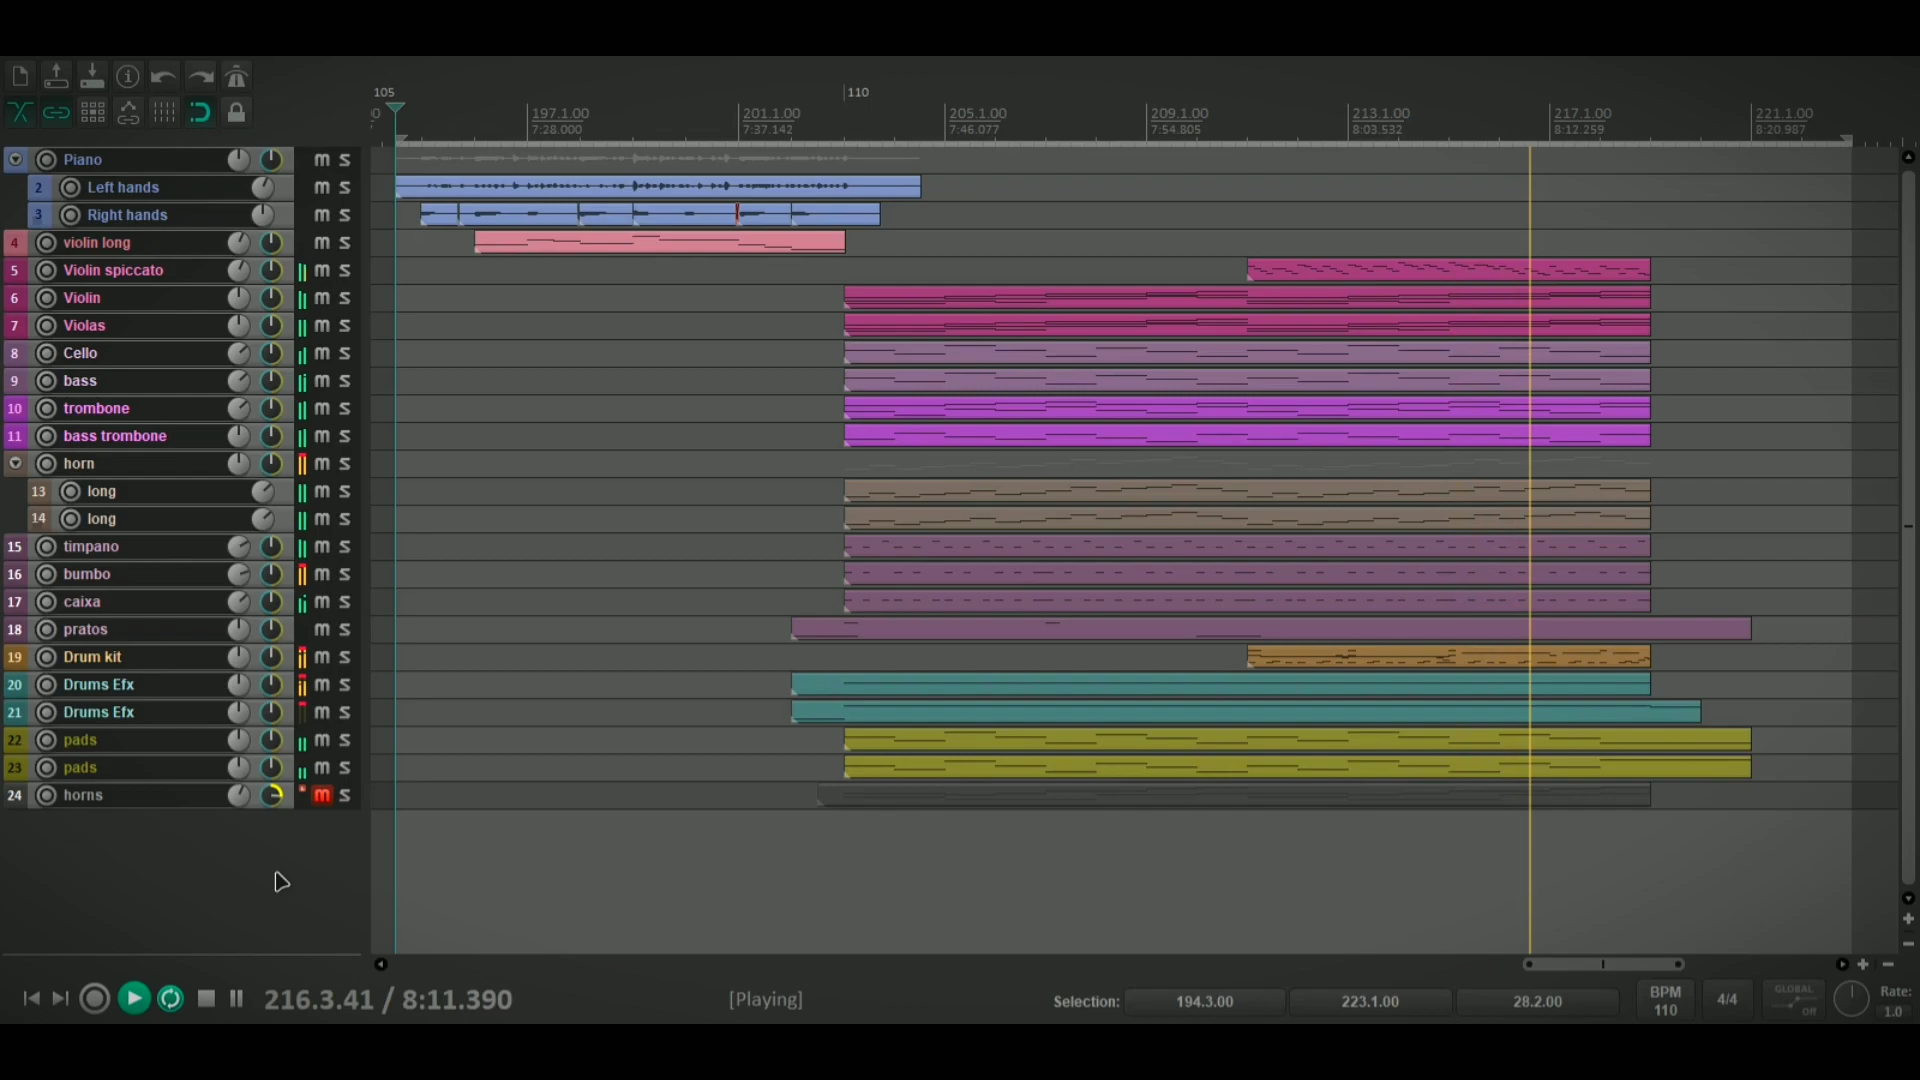 105
110
197.1.00
201.1.00
205.1.00
209.1.00
213.1.00
217.1.00
221.1.00
7:28.000
7:37.142
7:46.077
7:54.805
8:03.532
8:12.259
8:20.987
Piano m S
2 Left hands m S
3 Right hands m S
4 violin long m S
5 Violin spiccato m S
6 Violin m S
7 Violas m S
8 Cello m S
9 bass m S
10 trombone m S
11 bass trombone m S
horn m S
13 long m S
14 long m S
15 timpano m S
16 bumbo m S
17 caixa m S
18 pratos m S
19 Drum kit m S
20 Drums Efx m S
21 Drums Efx m S
22 pads m S
23 pads m S
24 horns m S
216.3.41 / 8:11.390
[Playing]
Selection: 194.3.00 223.1.00 28.2.00
BPM
110
4/4
GLOBAL
Off
Rate:
1.0